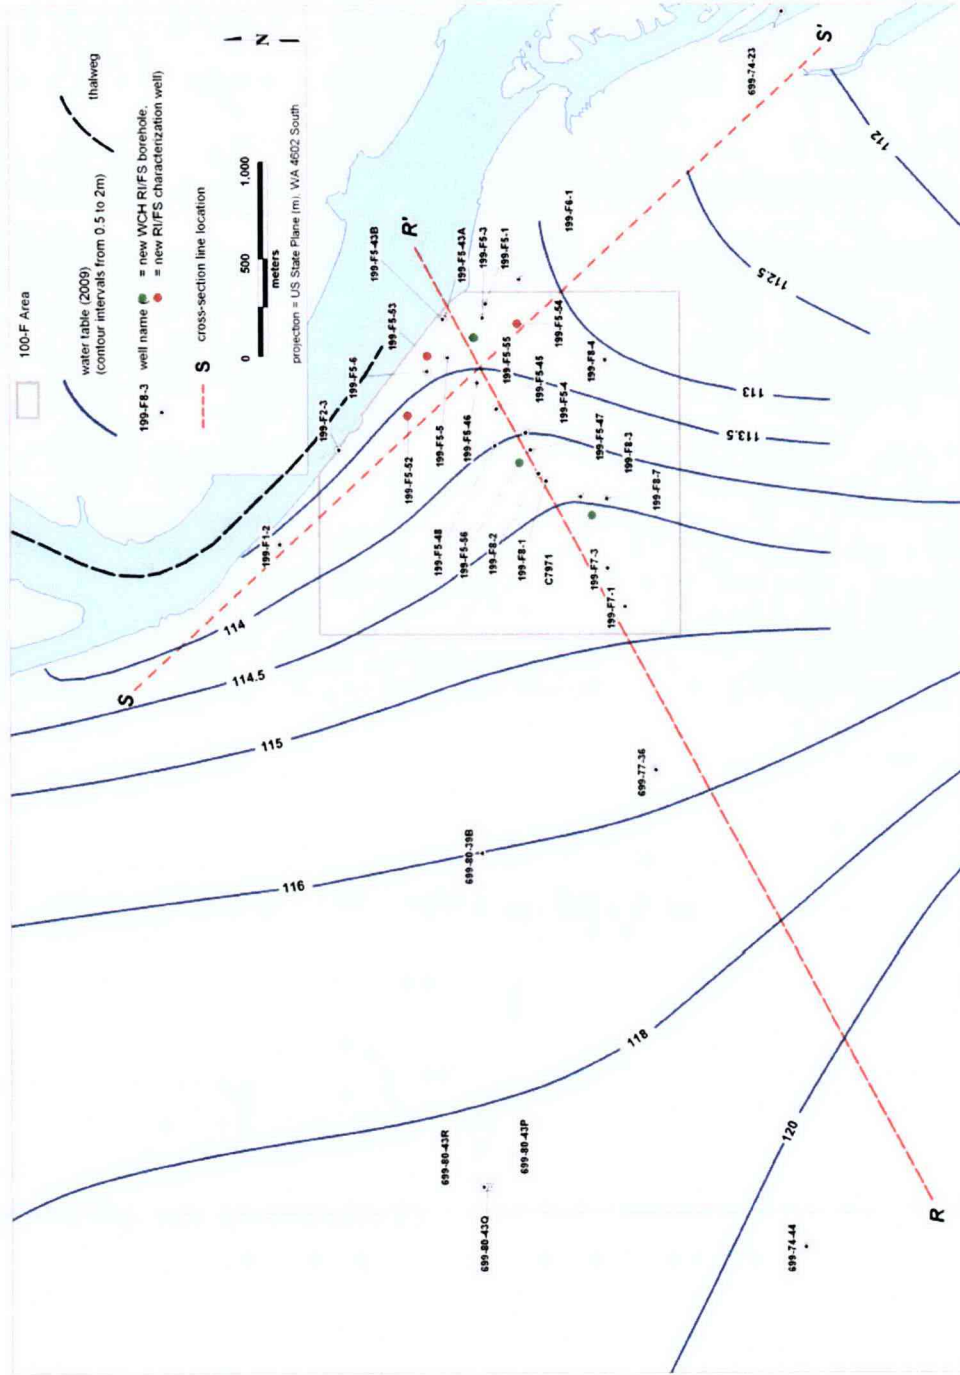 100-F Area
water table (2009)
(contour intervals from 0.5 to 2m)
thalweg
199-F8-3
well name (
= new WCH RI/FS borehole.
= new RI/FS characterization well)
S
cross-section line location
0
500
1,000
meters
projection = US State Plane (m), WA 4602 South
N
S
S'
R
R'
199-F1-2
199-F2-3
199-F5-6
199-F5-53
199-F5-43B
199-F5-43A
199-F5-3
199-F5-1
199-F6-1
199-F5-54
199-F5-52
199-F5-5
199-F5-46
199-F5-55
199-F5-45
199-F5-4
199-F8-4
199-F5-47
199-F8-3
199-F8-7
199-F5-48
199-F5-56
199-F8-2
199-F8-1
C7971
199-F7-3
199-F7-1
699-74-23
699-77-36
699-80-39B
699-80-43R
699-80-43P
699-80-43Q
699-74-44
112
112.5
113
113.5
114
114.5
115
116
118
120